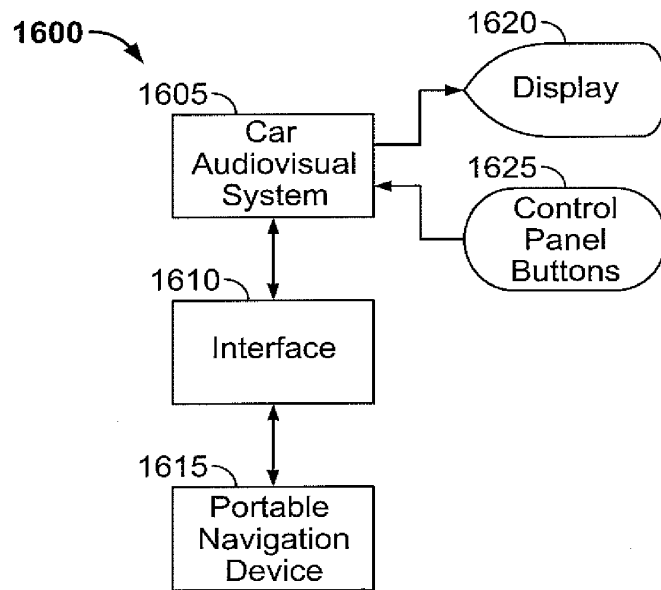 1600
1620
Display
1605
Car
Audiovisual
System
1625
Control
Panel
Buttons
1610
Interface
1615
Portable
Navigation
Device